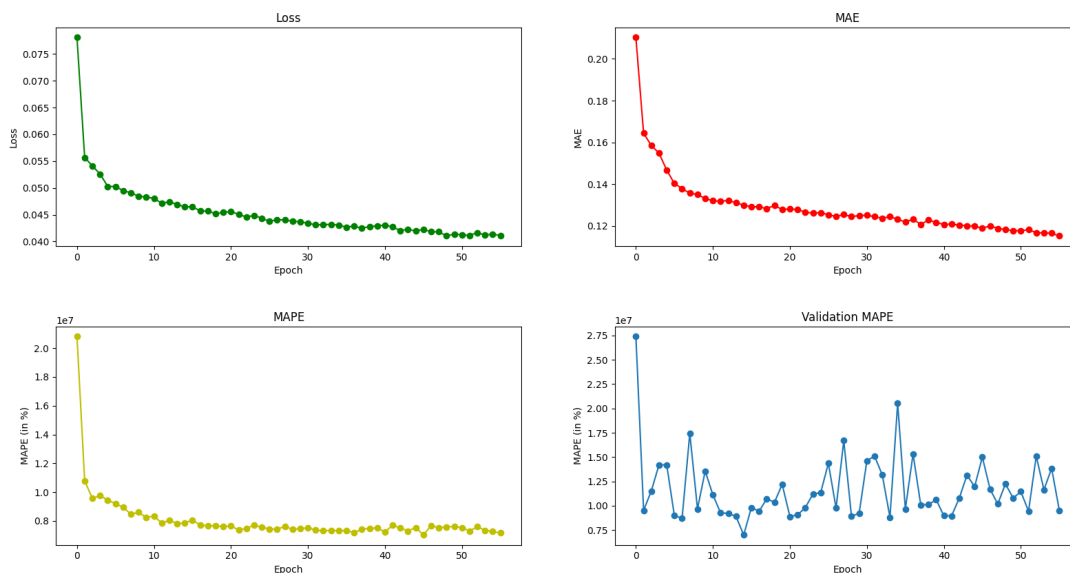 Loss
0.075
0.070
0.065
0.060
0.055
0.050
0.045
0.040
Loss
0 10 20 30 40 50
Epoch
MAE
0.20
0.18
0.16
0.14
0.12
MAE
0 10 20 30 40 50
Epoch
MAPE
1e7
2.0
1.8
1.6
1.4
1.2
1.0
0.8
MAPE (in %)
0 10 20 30 40 50
Epoch
Validation MAPE
1e7
2.75
2.50
2.25
2.00
1.75
1.50
1.25
1.00
0.75
MAPE (in %)
0 10 20 30 40 50
Epoch